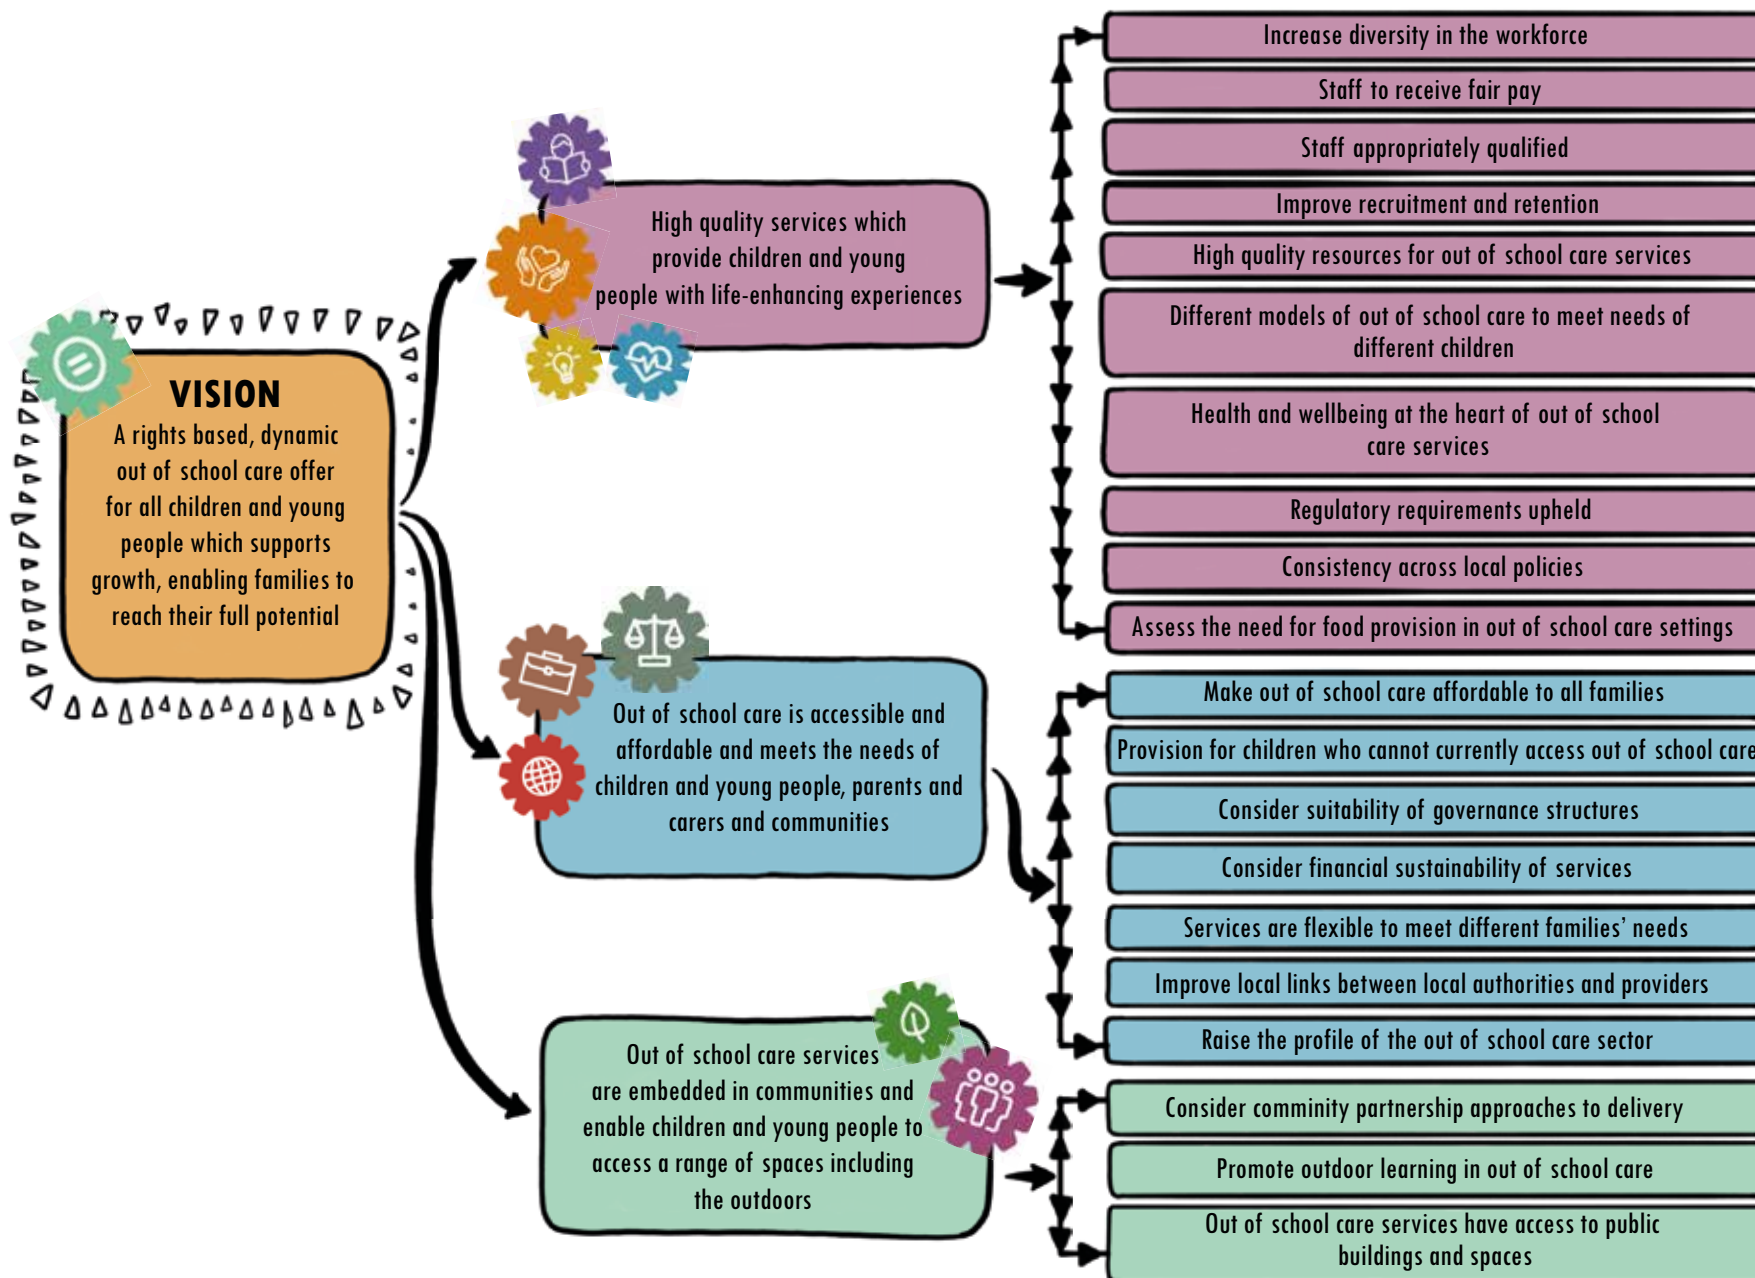 VISION
A rights based, dynamic
out of school care offer
for all children and young
people which supports
growth, enabling families to
reach their full potential
High quality services which
provide children and young
people with life-enhancing experiences
Increase diversity in the workforce
Staff to receive fair pay
Staff appropriately qualified
Improve recruitment and retention
High quality resources for out of school care services
Different models of out of school care to meet needs of
different children
Health and wellbeing at the heart of out of school
care services
Regulatory requirements upheld
Consistency across local policies
Assess the need for food provision in out of school care settings
Out of school care is accessible and
affordable and meets the needs of
children and young people, parents and
carers and communities
Make out of school care affordable to all families
Provision for children who cannot currently access out of school care
Consider suitability of governance structures
Consider financial sustainability of services
Services are flexible to meet different families’ needs
Improve local links between local authorities and providers
Raise the profile of the out of school care sector
Out of school care services
are embedded in communities and
enable children and young people to
access a range of spaces including
the outdoors
Consider comminity partnership approaches to delivery
Promote outdoor learning in out of school care
Out of school care services have access to public
buildings and spaces